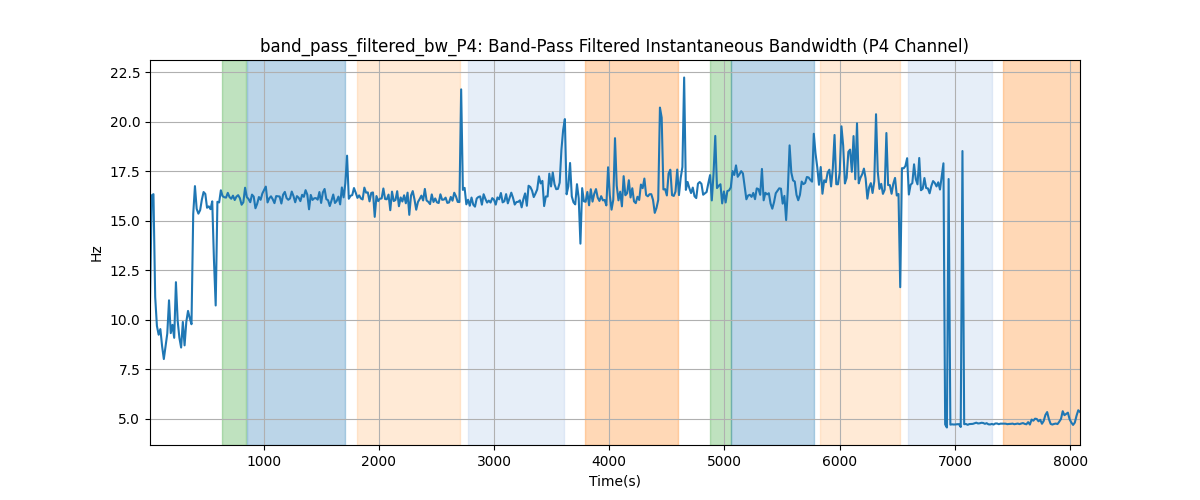 band_pass_filtered_bw_P4: Band-Pass Filtered Instantaneous Bandwidth (P4 Channel)
22.5
20.0
17.5
15.0
12.5
10.0
7.5
5.0
Hz
1000 2000 3000 4000 5000 6000 7000 8000
Time(s)